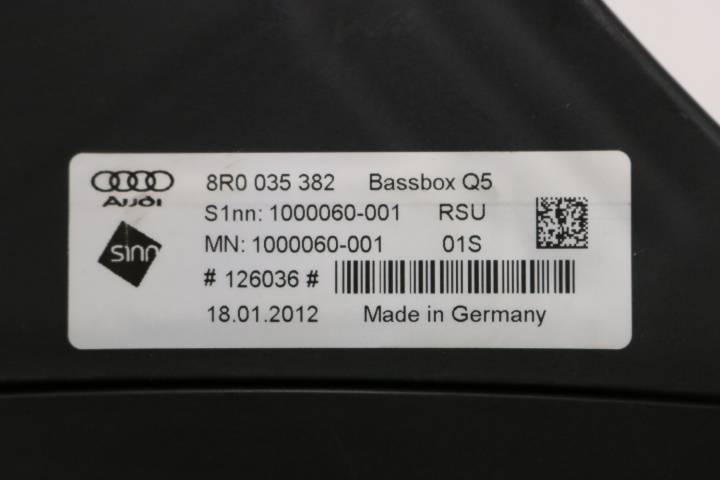 8R0 035 382 Bassbox Q5
Audi
S1nn: 1000060-001 RSU
s1nn
MN: 1000060-001 01S
# 126036 #
18.01.2012 Made in Germany